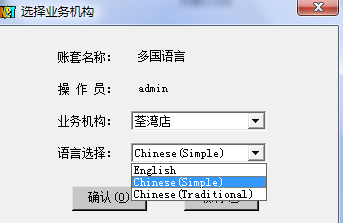 选择业务机构
账套名称： 多国语言
操 作 员： admin
业务机构： 荃湾店
语言选择： Chinese(Simple)
English
Chinese(Simple)
Chinese(Traditional)
确认(O)